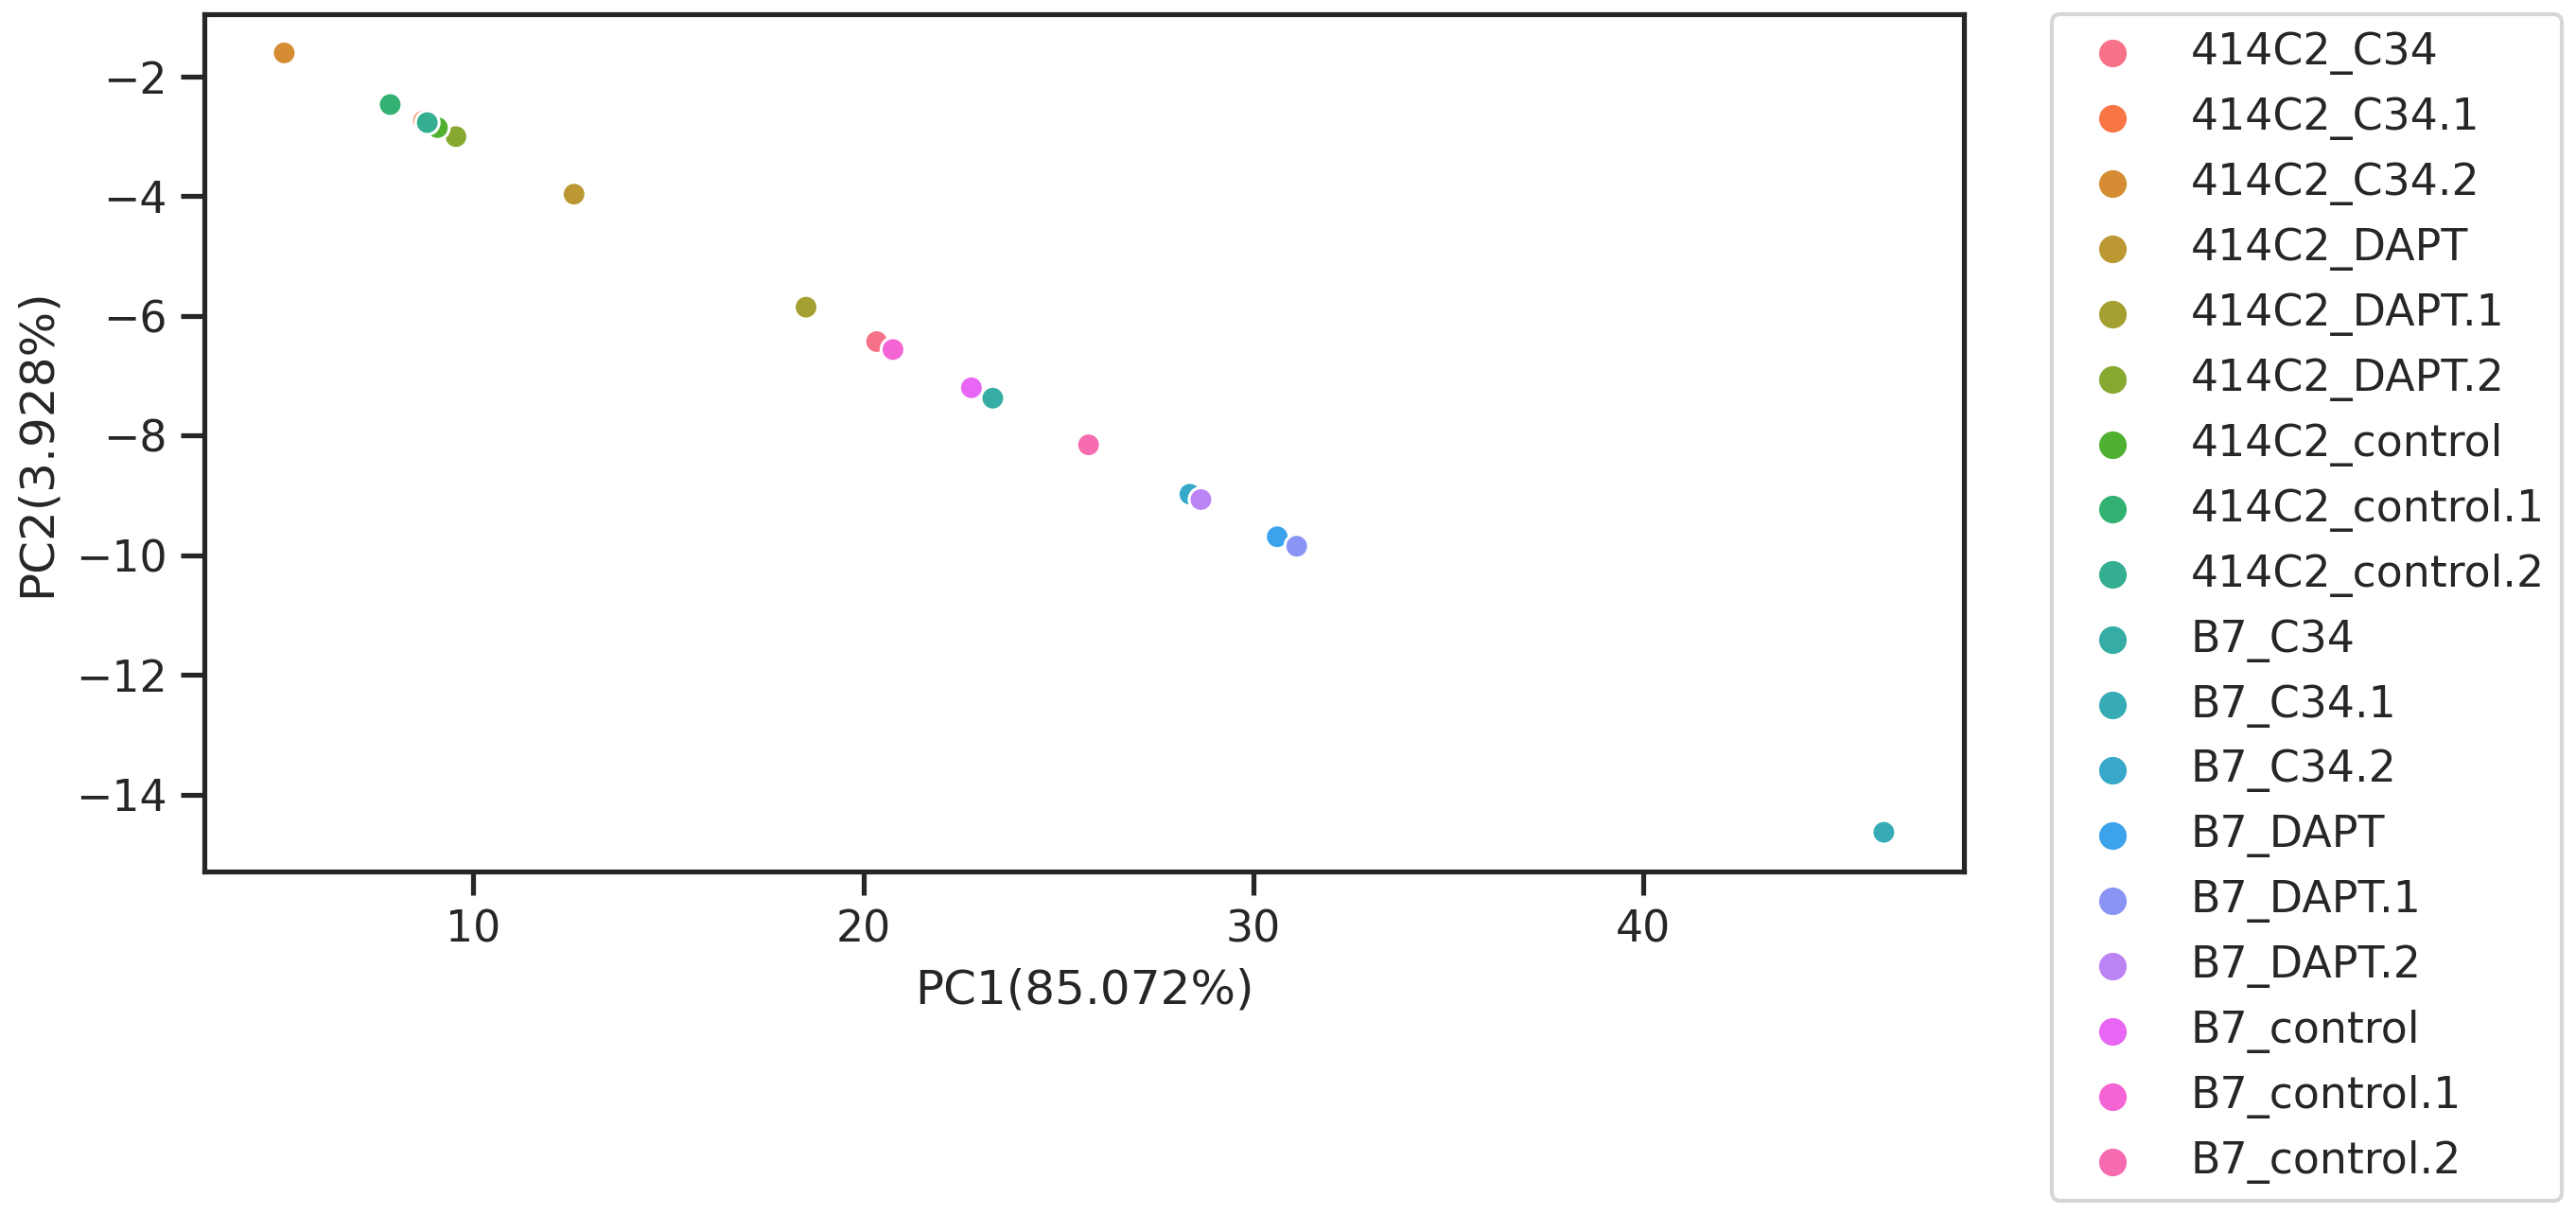 −2
−4
−6
−8
−10
−12
−14
PC2(3.928%)
10 20 30 40
PC1(85.072%)
414C2_C34
414C2_C34.1
414C2_C34.2
414C2_DAPT
414C2_DAPT.1
414C2_DAPT.2
414C2_control
414C2_control.1
414C2_control.2
B7_C34
B7_C34.1
B7_C34.2
B7_DAPT
B7_DAPT.1
B7_DAPT.2
B7_control
B7_control.1
B7_control.2